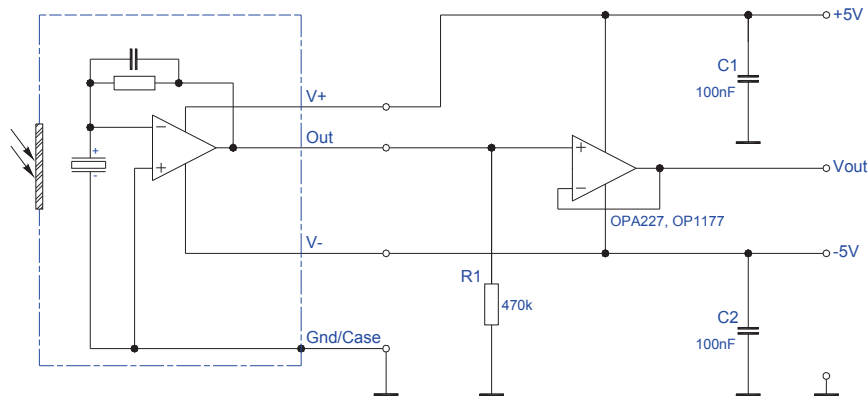 +5V
C1
100nF
V+
Out
+
-
−
+
+
−
Vout
OPA227, OP1177
V-
-5V
R1
470k
C2
100nF
Gnd/Case